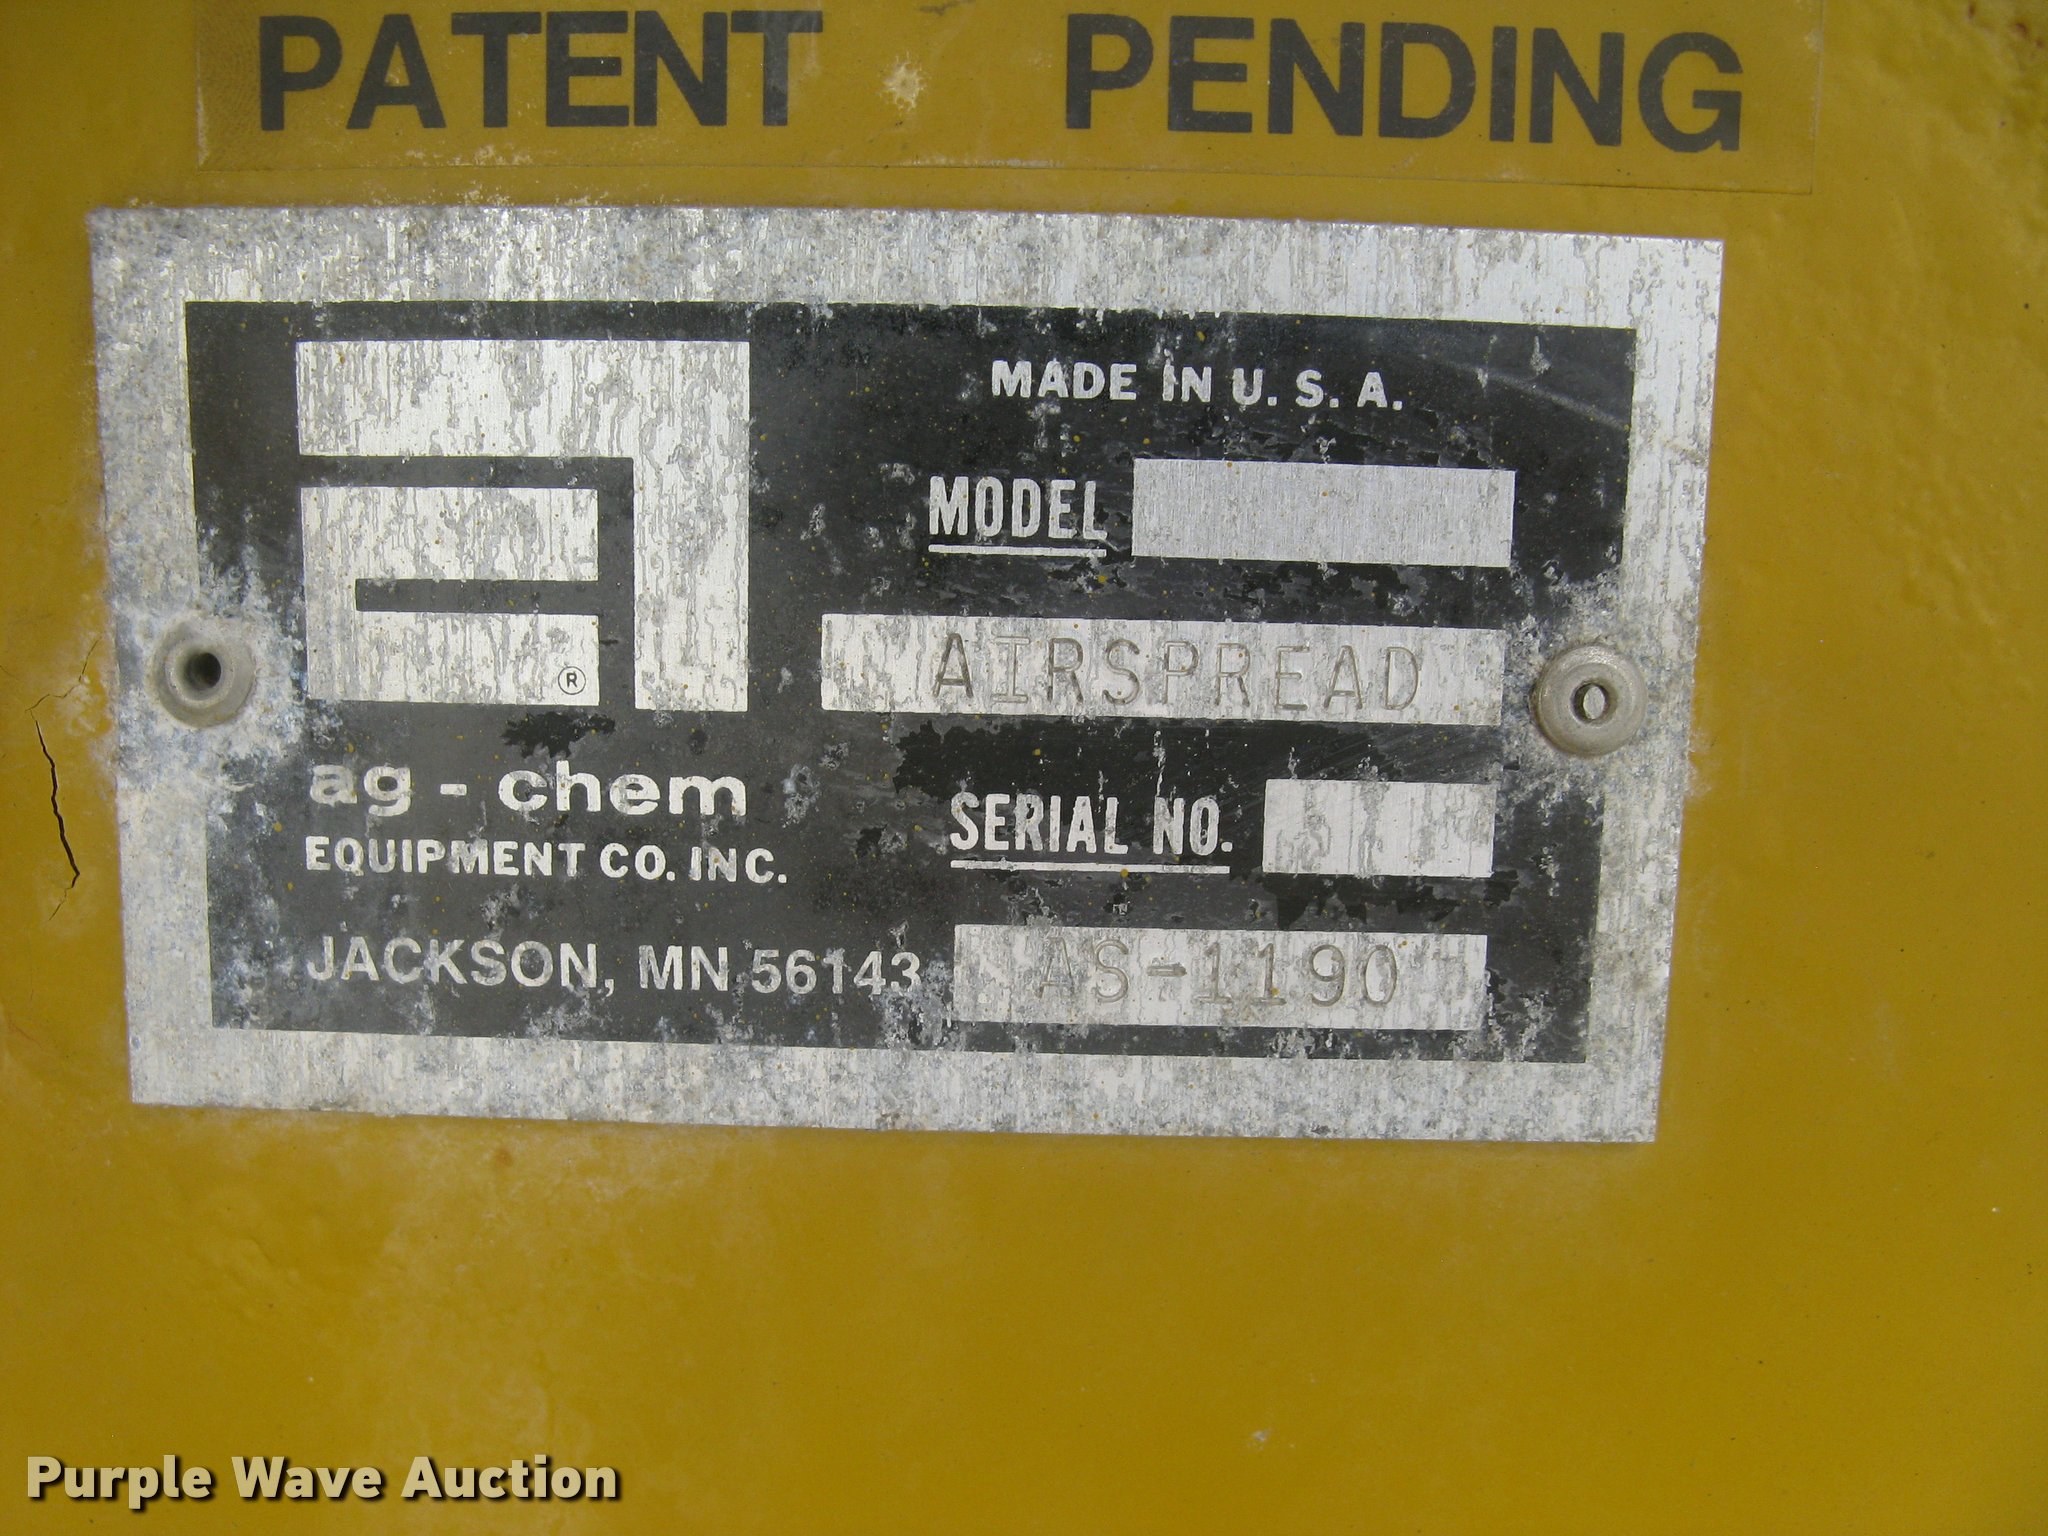 PATENT PENDING
MADE IN U. S. A.
MODEL
AIRSPREAD
®
ag - chem
EQUIPMENT CO. INC.
SERIAL NO.
JACKSON, MN 56143
AS-1190
Purple Wave Auction